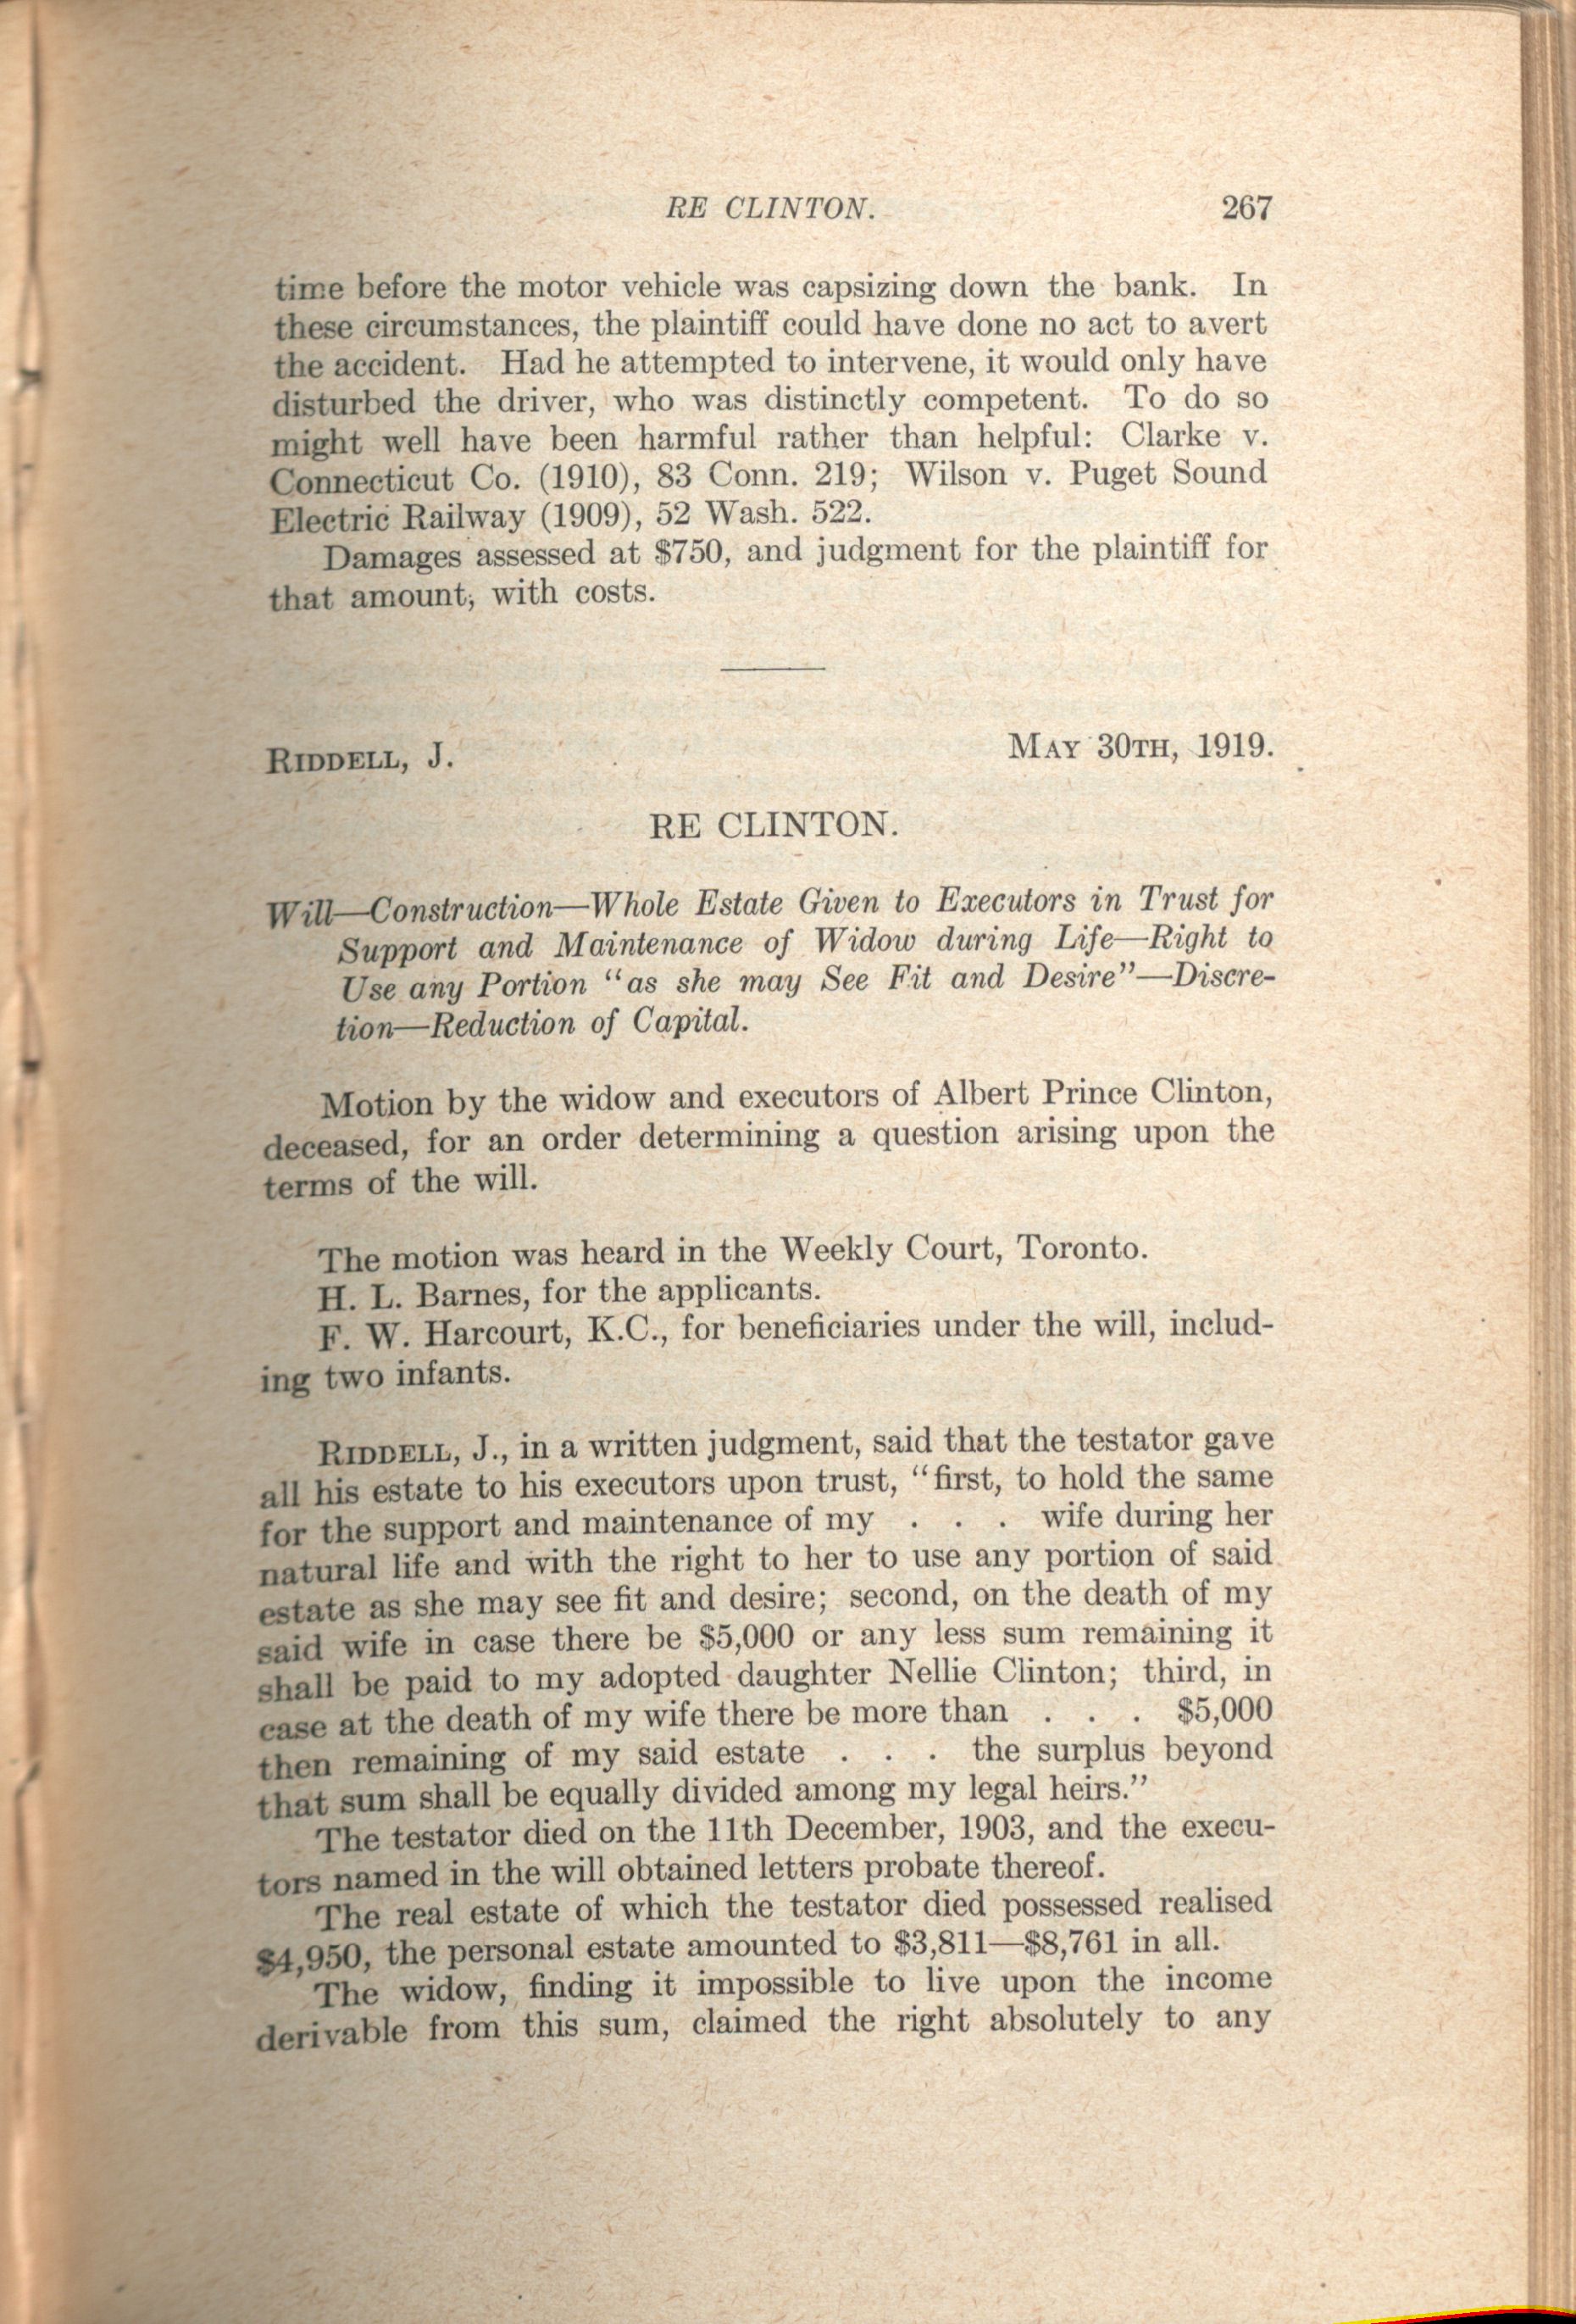 RE CLINTON. 267
time before the motor vehicle was capsizing down the bank. In
these circumstances, the plaintiff could have done no act to avert
the accident. Had he attempted to intervene, it would only have
disturbed the driver, who was distinctly competent. To do so
might well have been harmful rather than helpful: Clarke v.
Connecticut Co. (1910), 83 Conn. 219; Wilson v. Puget Sound
Electric Railway (1909), 52 Wash. 522.
Damages assessed at $750, and judgment for the plaintiff for
that amount, with costs.
RIDDELL, J. MAY 30TH, 1919.
RE CLINTON.
Will—Construction—Whole Estate Given to Executors in Trust for
Support and Maintenance of Widow during Life—Right to
Use any Portion "as she may See Fit and Desire"—Discre-
tion—Reduction of Capital.
Motion by the widow and executors of Albert Prince Clinton,
deceased, for an order determining a question arising upon the
terms of the will.
The motion was heard in the Weekly Court, Toronto.
H. L. Barnes, for the applicants.
F. W. Harcourt, K.C., for beneficiaries under the will, includ-
ing two infants.
RIDDELL, J., in a written judgment, said that the testator gave
all his estate to his executors upon trust, "first, to hold the same
for the support and maintenance of my . . . wife during her
natural life and with the right to her to use any portion of said
estate as she may see fit and desire; second, on the death of my
said wife in case there be $5,000 or any less sum remaining it
shall be paid to my adopted daughter Nellie Clinton; third, in
case at the death of my wife there be more than . . . $5,000
then remaining of my said estate . . . the surplus beyond
that sum shall be equally divided among my legal heirs."
The testator died on the 11th December, 1903, and the execu-
tors named in the will obtained letters probate thereof.
The real estate of which the testator died possessed realised
$4,950, the personal estate amounted to $3,811—$8,761 in all.
The widow, finding it impossible to live upon the income
derivable from this sum, claimed the right absolutely to any